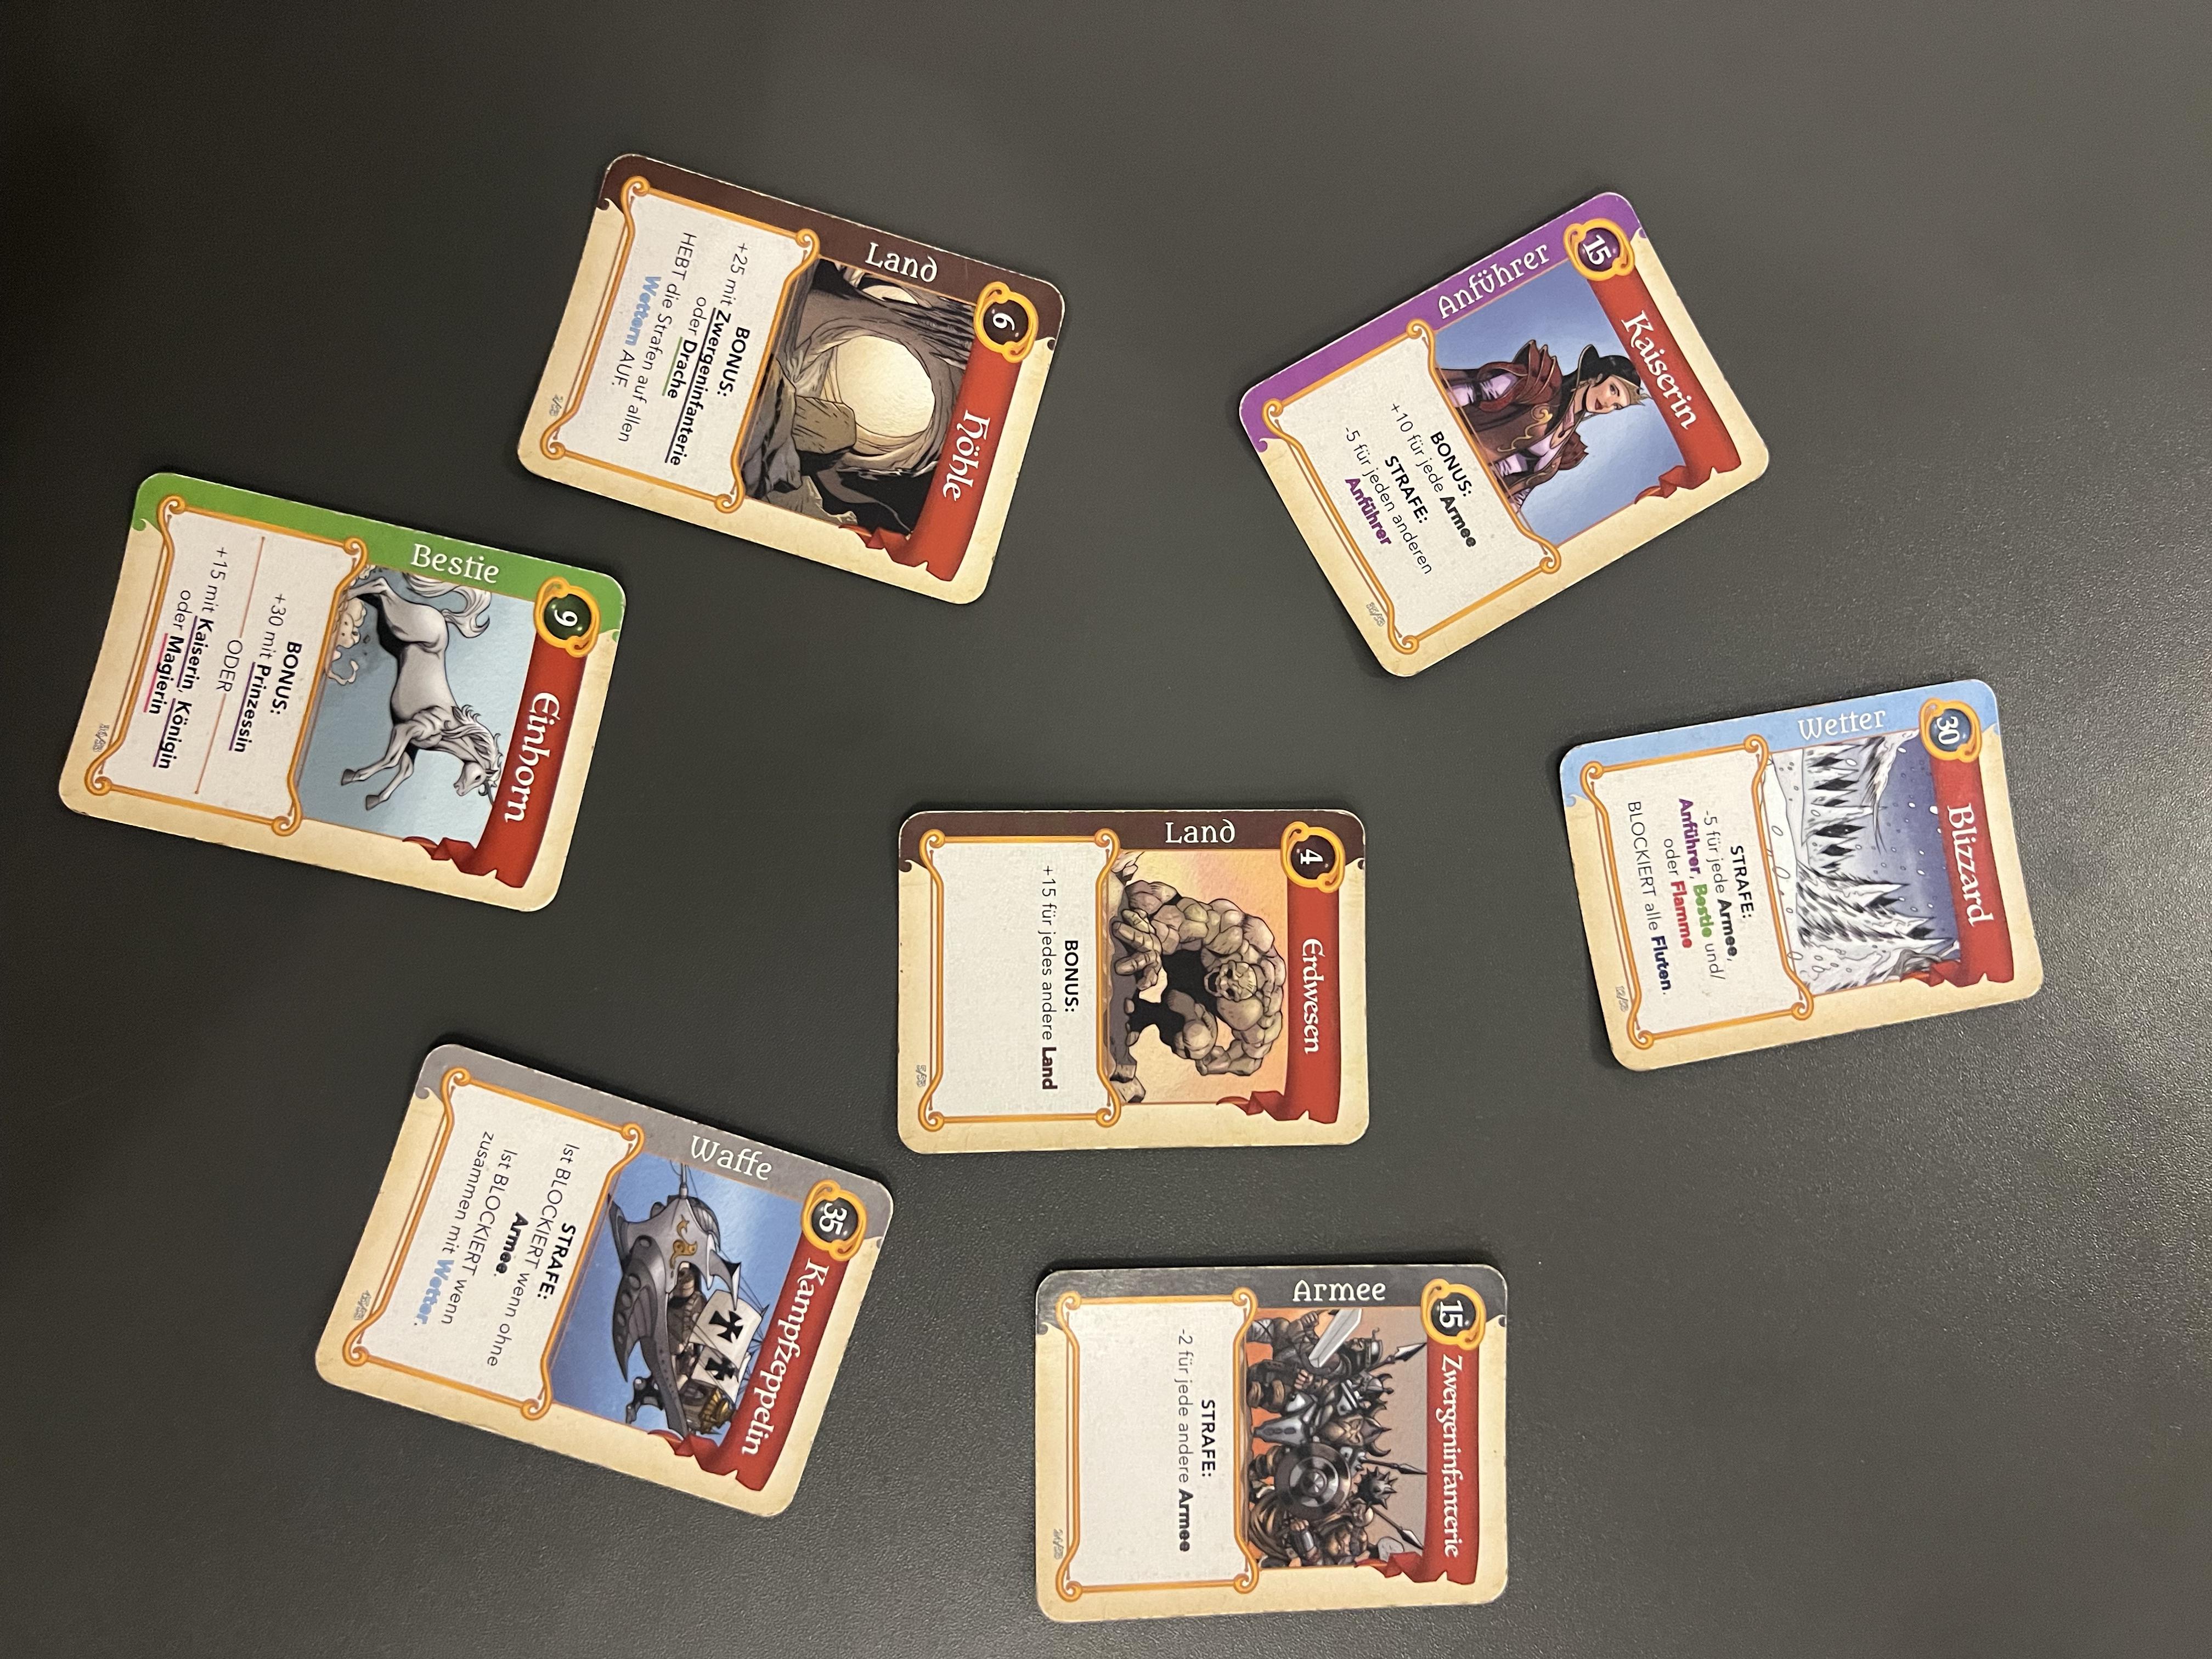 15
Kaiserin
Anführer
BONUS:
+10 für jede Armee
STRAFE:
-5 für jeden anderen
Anführer
6
Höhle
Land
BONUS:
+25 mit Zwergeninfanterie
oder Drache
HEBT die Strafen auf allen
Wettern AUF.
9
Einhorn
Bestie
BONUS:
+30 mit Prinzessin
ODER
+15 mit Kaiserin, Königin
oder Magierin
30
Blizzard
Wetter
STRAFE:
-5 für jede Armee,
Anführer, Bestie und/
oder Flamme
BLOCKIERT alle Fluten.
4
Erdwesen
Land
BONUS:
+15 für jedes andere Land
35
Kampfzeppelin
Waffe
STRAFE:
Ist BLOCKIERT wenn ohne
Armee.
Ist BLOCKIERT wenn
zusammen mit Wetter.
15
Zwergeninfanterie
Armee
STRAFE:
-2 für jede andere Armee